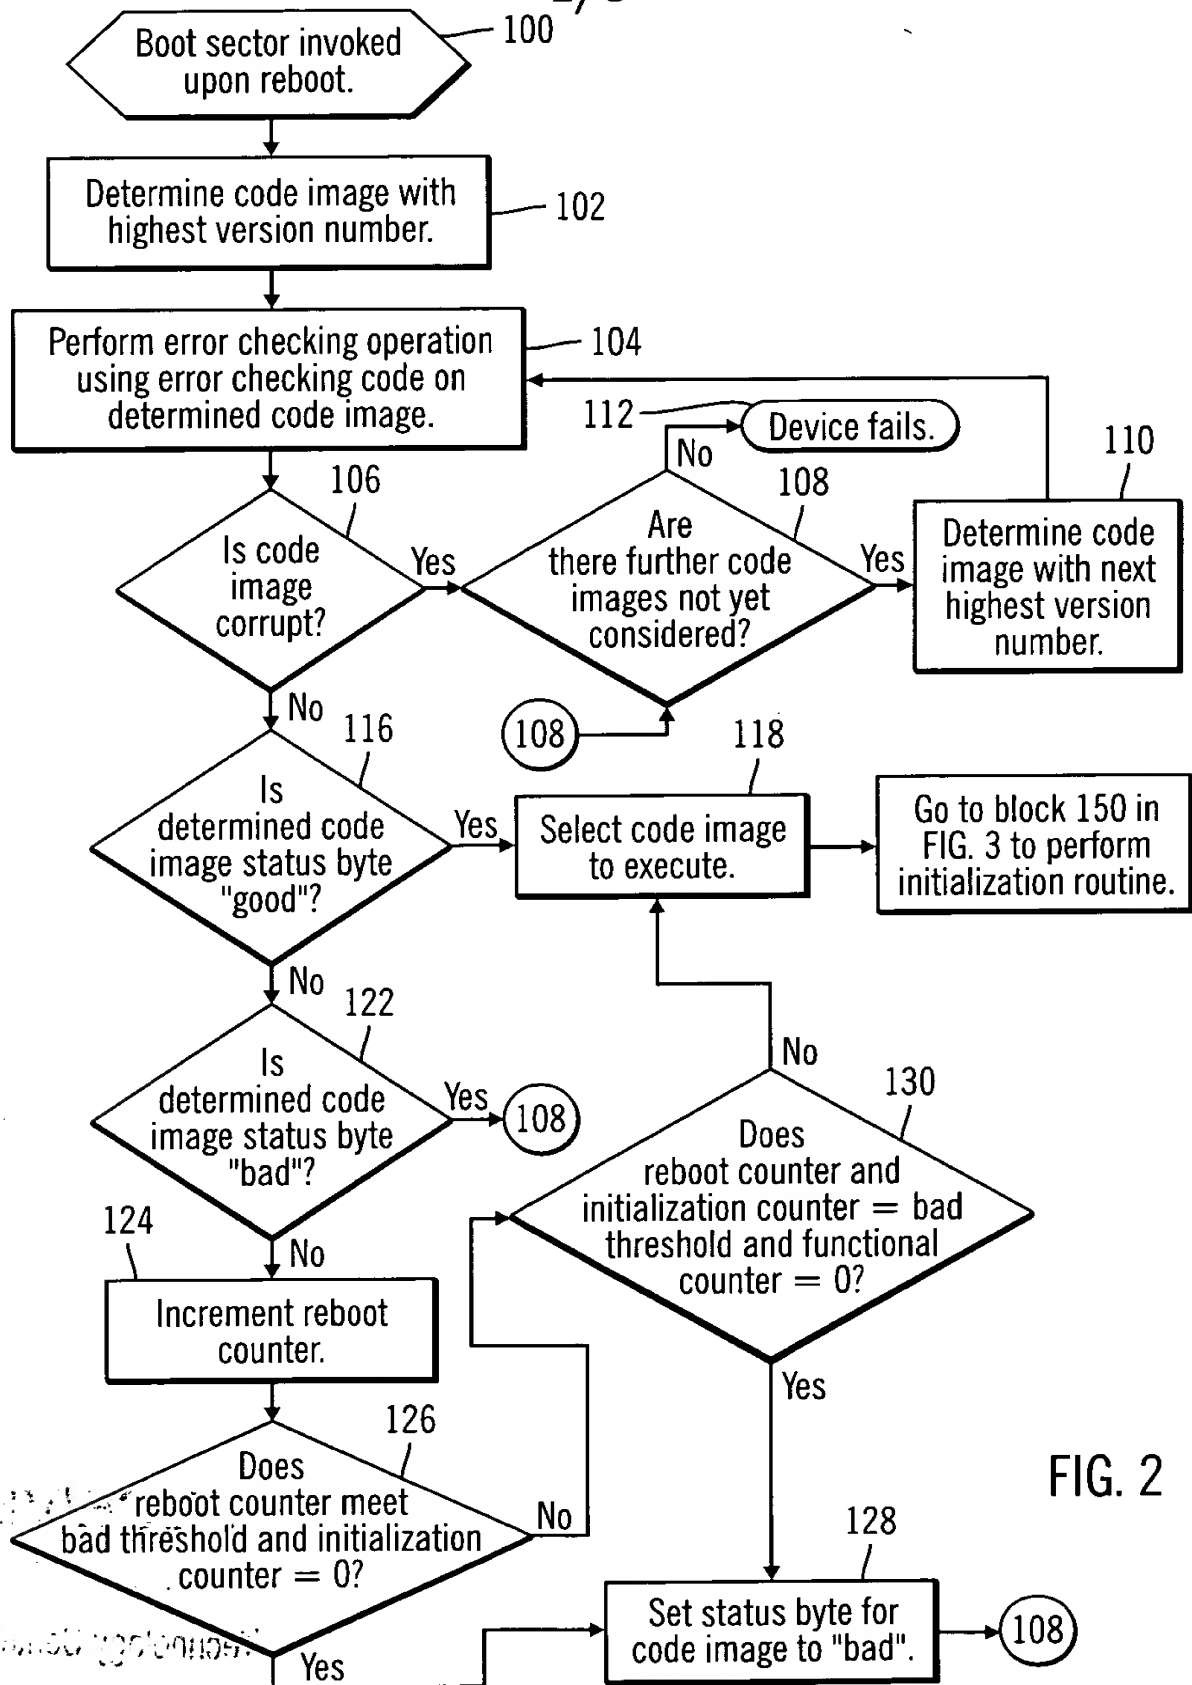 Boot sector invoked
upon reboot.
100
Determine code image with
highest version number.
102
Perform error checking operation
using error checking code on
determined code image.
104
112
Device fails.
No
110
106
Is code
image
corrupt?
Yes
108
Are
there further code
images not yet
considered?
Yes
Determine code
image with next
highest version
number.
No
108
116
Is
determined code
image status byte
"good"?
Yes
118
Select code image
to execute.
Go to block 150 in
FIG. 3 to perform
initialization routine.
No
122
Is
determined code
image status byte
"bad"?
Yes
108
No
130
Does
reboot counter and
initialization counter = bad
threshold and functional
counter = 0?
No
124
Increment reboot
counter.
Yes
126
Does
reboot counter meet
bad threshold and initialization
counter = 0?
No
FIG. 2
128
Set status byte for
code image to "bad".
108
Yes